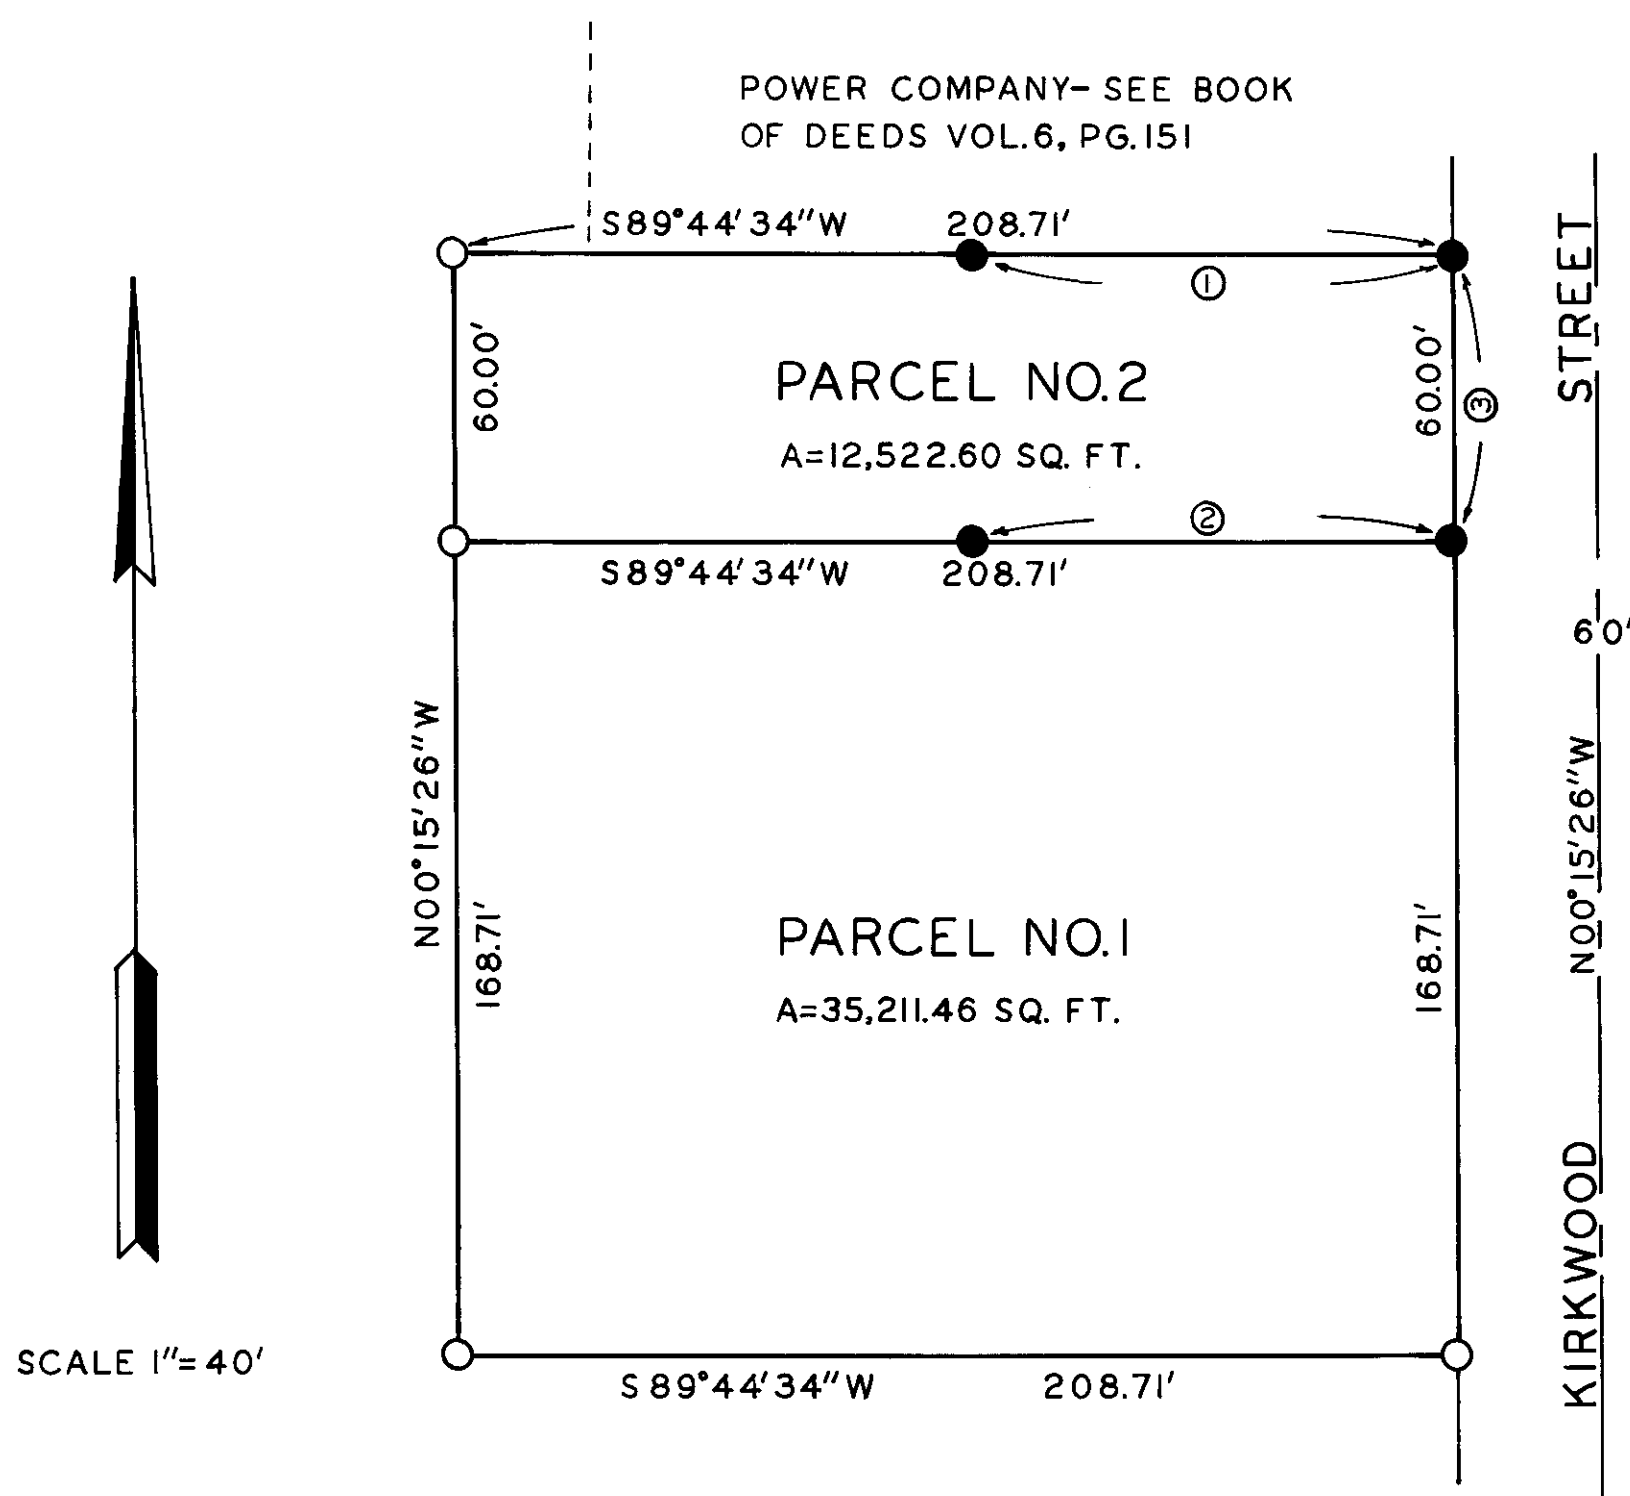 POWER COMPANY- SEE BOOK
OF DEEDS VOL.6, PG.151
S89°44'34"W 208.71'
①
60.00'
60.00'
③
PARCEL NO.2
A=12,522.60 SQ. FT.
②
S89°44'34"W 208.71'
STREET
60'
N00°15'26"W
168.71'
PARCEL NO.1
A=35,211.46 SQ. FT.
168.71'
N00°15'26"W
KIRKWOOD
SCALE 1"=40'
S89°44'34"W 208.71'